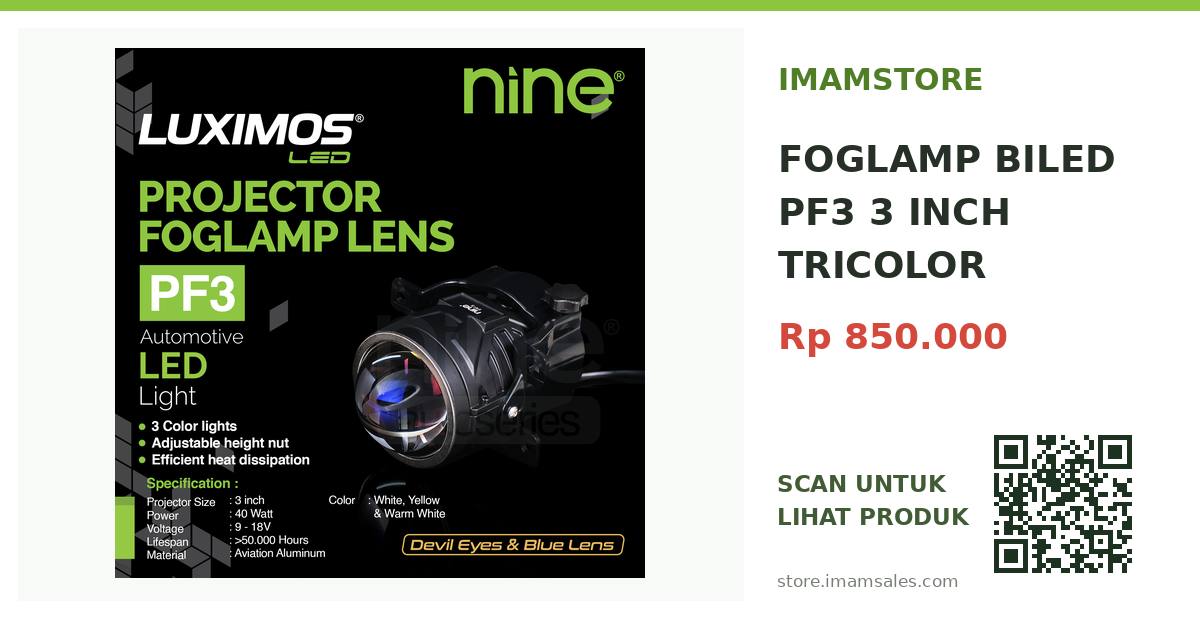 nine®
LUXIMOS®
LED
PROJECTOR
FOGLAMP LENS
PF3
Automotive
LED
Light
3 Color lights
Adjustable height nut
Efficient heat dissipation
Specification :
Projector Size : 3 inch
Power : 40 Watt
Voltage : 9 - 18V
Lifespan : >50.000 Hours
Material : Aviation Aluminum
Color : White, Yellow
& Warm White
Devil Eyes & Blue Lens
IMAMSTORE
FOGLAMP BILED
PF3 3 INCH
TRICOLOR
Rp 850.000
SCAN UNTUK
LIHAT PRODUK
store.imamsales.com